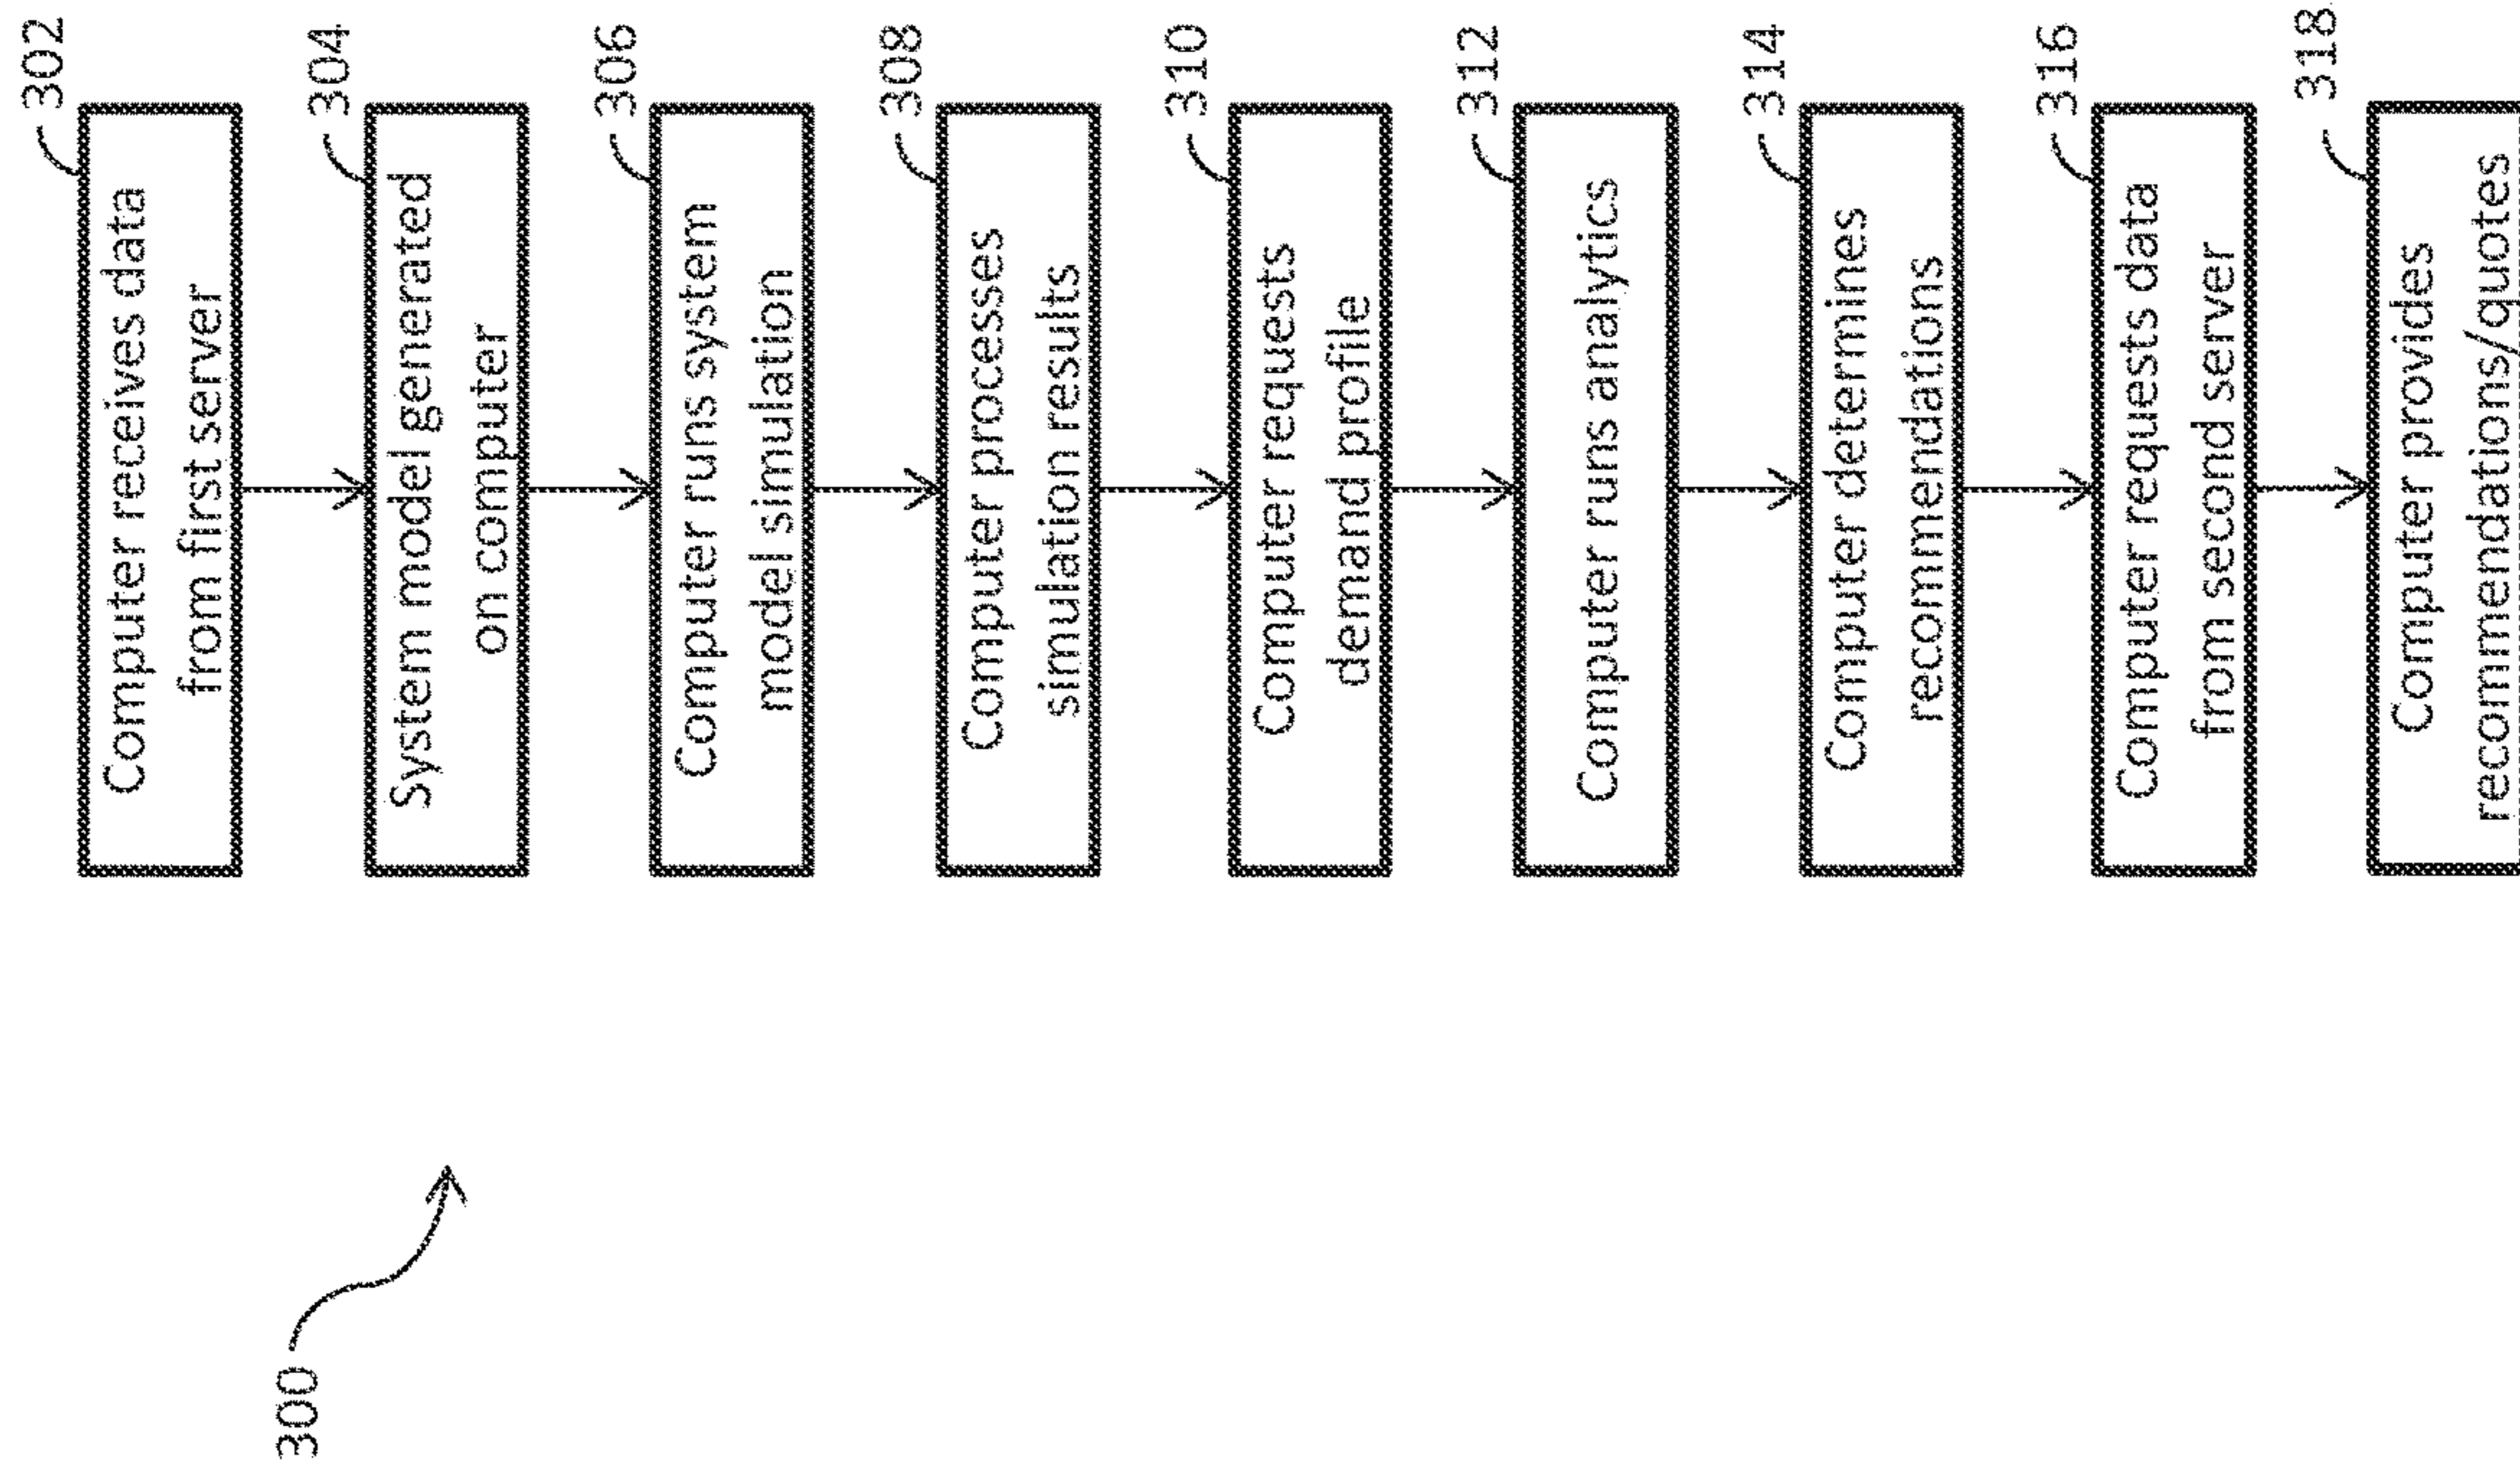 300
302
Computer receives data
from first server
304
System model generated
on computer
306
Computer runs system
model simulation
308
Computer processes
simulation results
310
Computer requests
demand profile
312
Computer runs analytics
314
Computer determines
recommendations
316
Computer requests data
from second server
318
Computer provides
recommendations/quotes